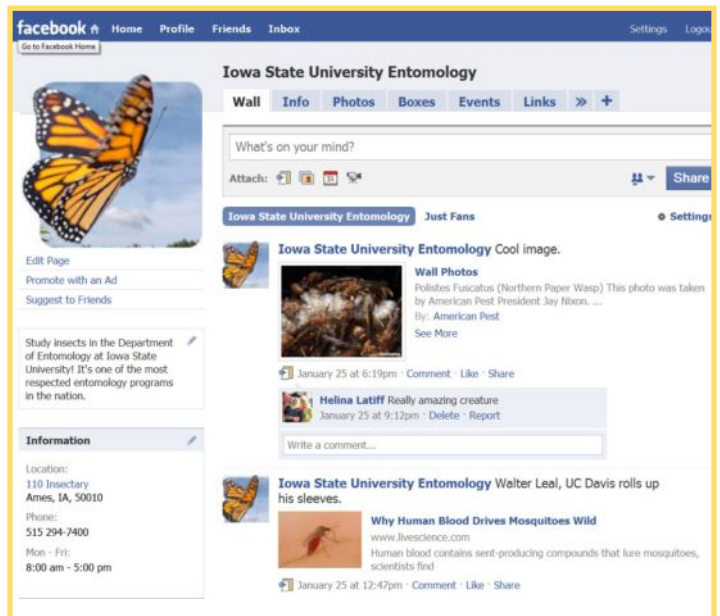 facebook Home Profile Friends Inbox Settings Logou
Go to Facebook Home
Iowa State University Entomology
Wall Info Photos Boxes Events Links » +
What's on your mind?
Attach: 31 Share
Iowa State University Entomology Just Fans Settings
Edit Page
Promote with an Ad
Suggest to Friends
Study insects in the Department
of Entomology at Iowa State
University! It's one of the most
respected entomology programs
in the nation.
Information
Location:
110 Insectary
Ames, IA, 50010
Phone:
515 294-7400
Mon - Fri:
8:00 am - 5:00 pm
Iowa State University Entomology Cool image.
Wall Photos
Polistes Fuscatus (Northern Paper Wasp) This photo was taken
by American Pest President Jay Nixon. ...
By: American Pest
See More
January 25 at 6:19pm · Comment · Like · Share
Helina Latiff Really amazing creature
January 25 at 9:12pm · Delete · Report
Write a comment...
Iowa State University Entomology Walter Leal, UC Davis rolls up
his sleeves.
Why Human Blood Drives Mosquitoes Wild
www.livescience.com
Human blood contains sent-producing compounds that lure mosquitoes,
scientists find
January 25 at 12:47pm · Comment · Like · Share